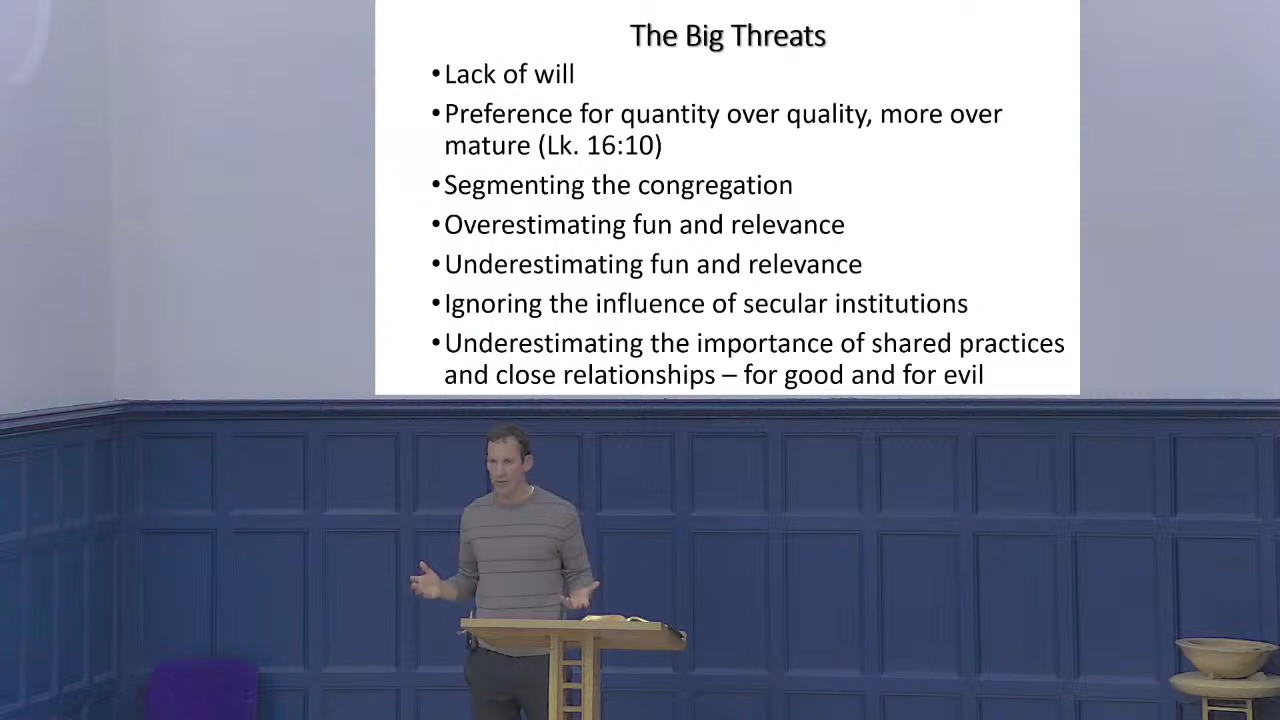 The Big Threats
•Lack of will
•Preference for quantity over quality, more over
mature (Lk. 16:10)
•Segmenting the congregation
•Overestimating fun and relevance
•Underestimating fun and relevance
•Ignoring the influence of secular institutions
•Underestimating the importance of shared practices
and close relationships – for good and for evil